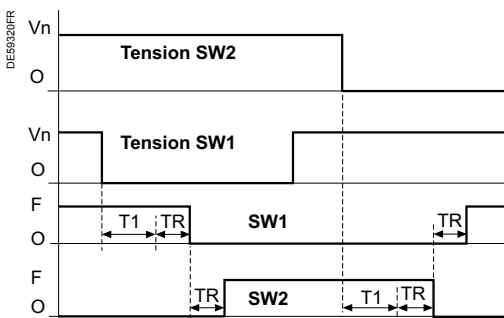 DE59320FR
Vn
Tension SW2
O
Vn
Tension SW1
O
F
T1 TR SW1 TR
O
F
TR SW2 T1 TR
O